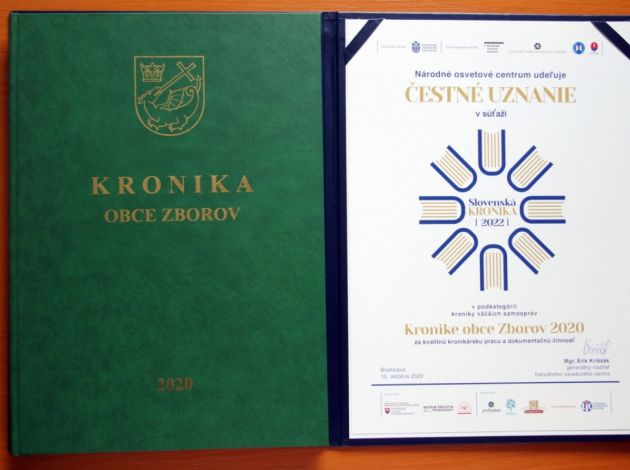 KRONIKA
OBCE ZBOROV
2020
Národné osvetové centrum udeľuje
ČESTNÉ UZNANIE
v súťaži
Slovenská
KRONIKA
| 2022 |
v podkategórii
kroniky väčších samospráv
Kronike obce Zborov 2020
za kvalitnú kronikársku prácu a dokumentačnú činnosť
Mgr. Erik Kriššák
generálny riaditeľ
Národného osvetového centra
Bratislava
13. októbra 2022